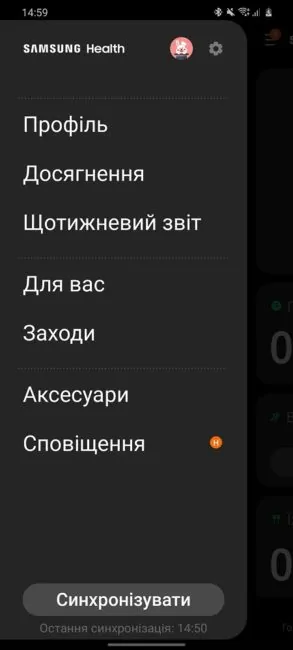 14:59
SAMSUNG Health
Профіль
Досягнення
Щотижневий звіт
Для вас
Заходи
Аксесуари
Сповіщення
Н
Синхронізувати
Остання синхронізація: 14:50